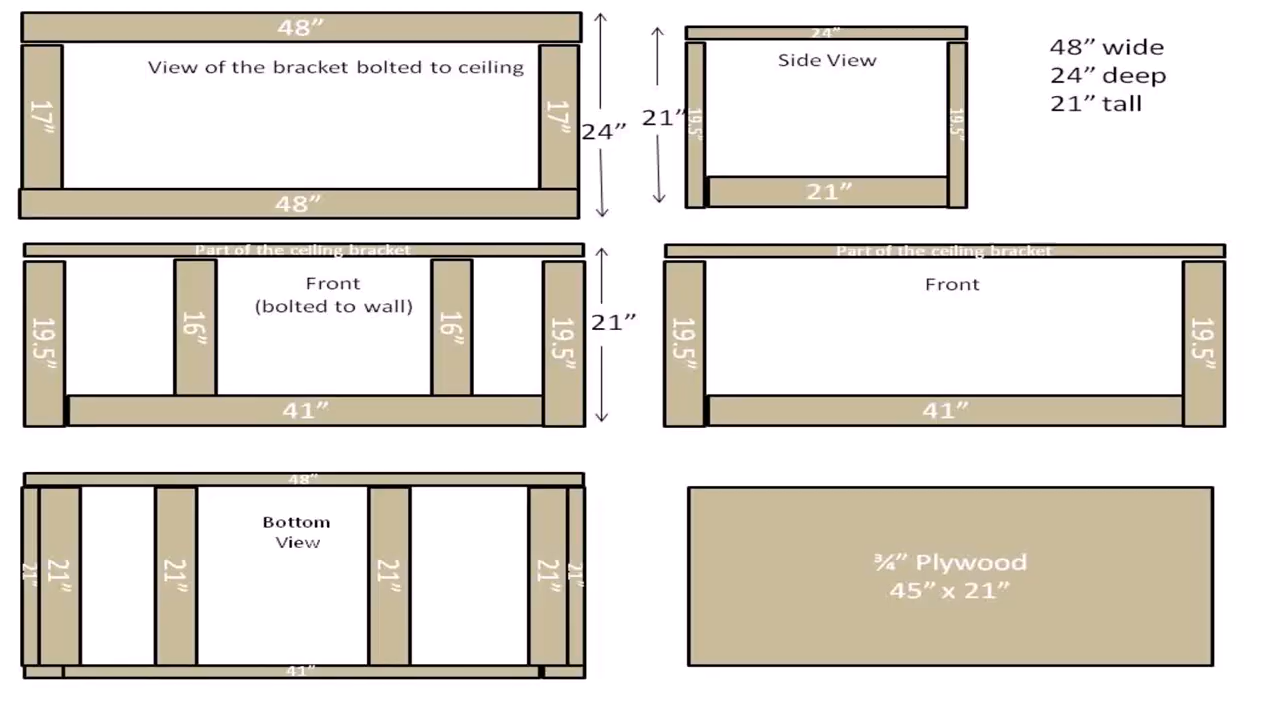 48”
View of the bracket bolted to ceiling
17”
17”
24”
48”
24”
Side View
21”
19.5”
19.5”
21”
48” wide
24” deep
21” tall
Part of the ceiling bracket
Front
(bolted to wall)
19.5”
16”
16”
19.5”
21”
41”
Part of the ceiling bracket
Front
19.5”
19.5”
41”
48”
Bottom
View
21”
21”
21”
21”
21”
21”
41”
¾” Plywood
45” x 21”